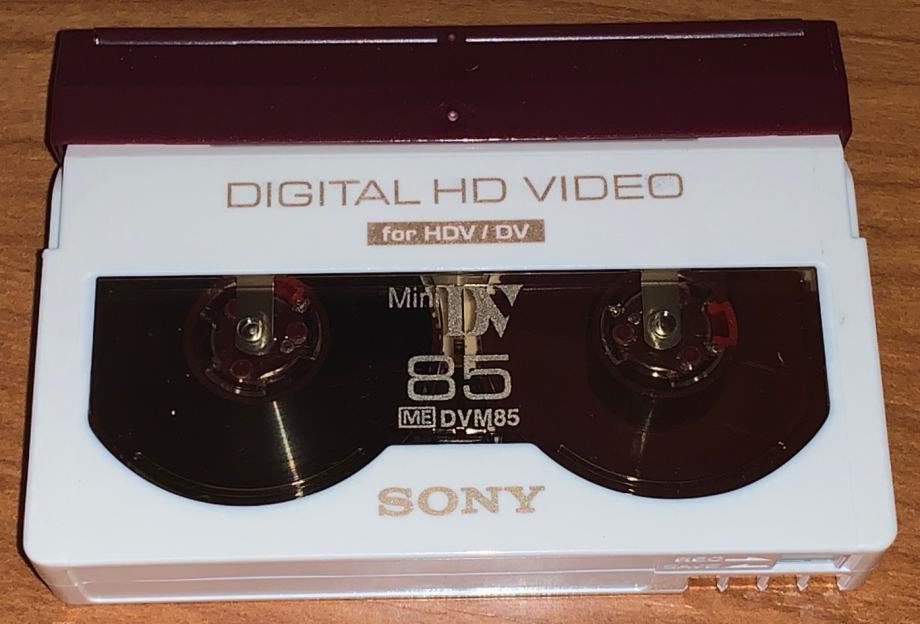 DIGITAL HD VIDEO
for HDV / DV
Mini DV
85
ME DVM85
SONY
REC
SAVE